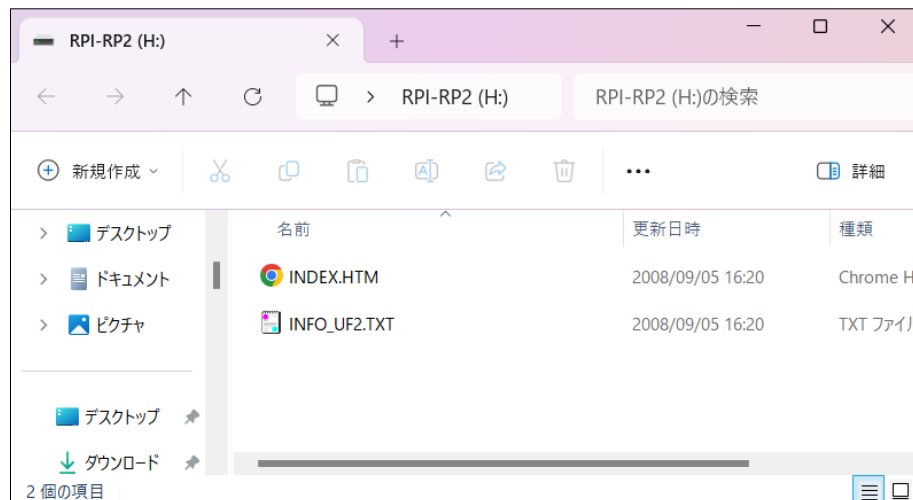 RPI-RP2 (H:)
RPI-RP2 (H:)
RPI-RP2 (H:)の検索
新規作成
詳細
名前
更新日時
種類
デスクトップ
ドキュメント
ピクチャ
INDEX.HTM
2008/09/05 16:20
Chrome H
INFO_UF2.TXT
2008/09/05 16:20
TXT ファイル
デスクトップ
ダウンロード
2 個の項目